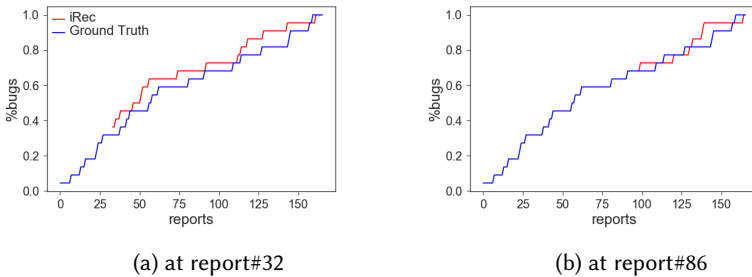 iRec
Ground Truth
1.0
0.8
0.6
0.4
0.2
0.0
%bugs
0 25 50 75 100 125 150
reports
(a) at report#32
1.0
0.8
0.6
0.4
0.2
0.0
%bugs
0 25 50 75 100 125 150
reports
(b) at report#86